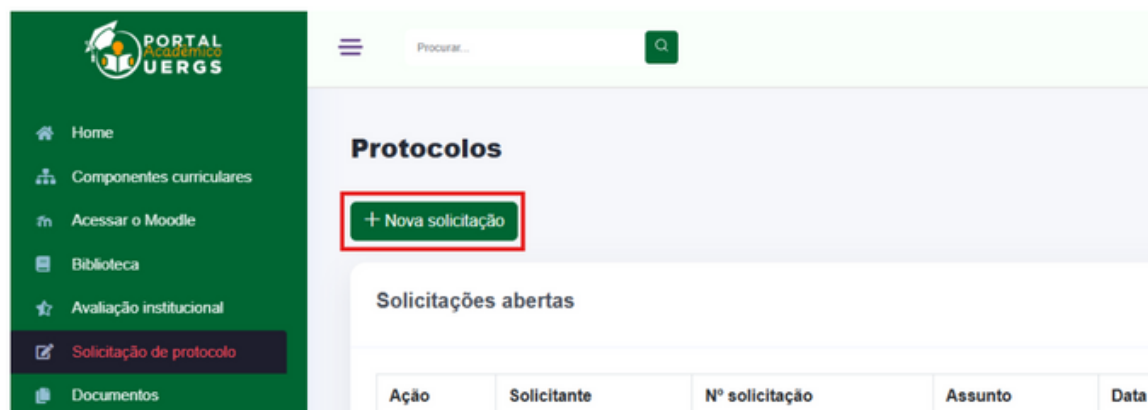 PORTAL
Acadêmico
UERGS
Procurar...
Home
Componentes curriculares
Acessar o Moodle
Biblioteca
Avaliação institucional
Solicitação de protocolo
Documentos
Protocolos
+ Nova solicitação
Solicitações abertas
Ação Solicitante Nº solicitação Assunto Data